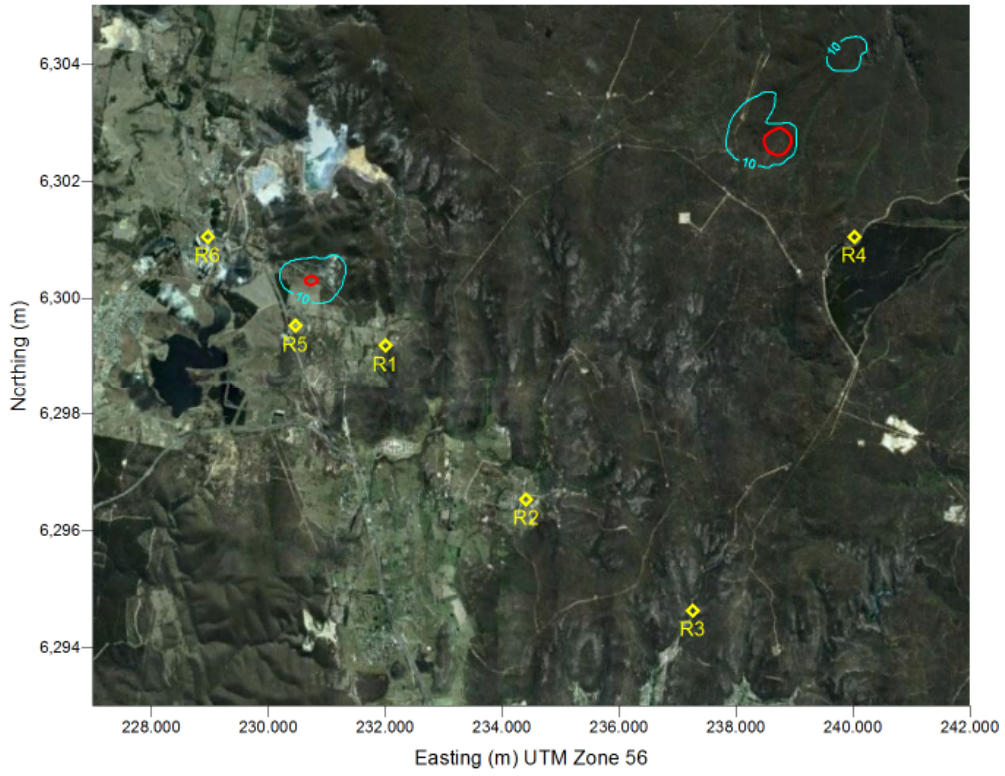 6,304
10
10
6,302
R6
R4
6,300
10
R5
R1
6,298
R2
6,296
R3
6,294
228.000 230.000 232.000 234.000 236.000 238.000 240.000 242.000
Northing (m)
Easting (m) UTM Zone 56